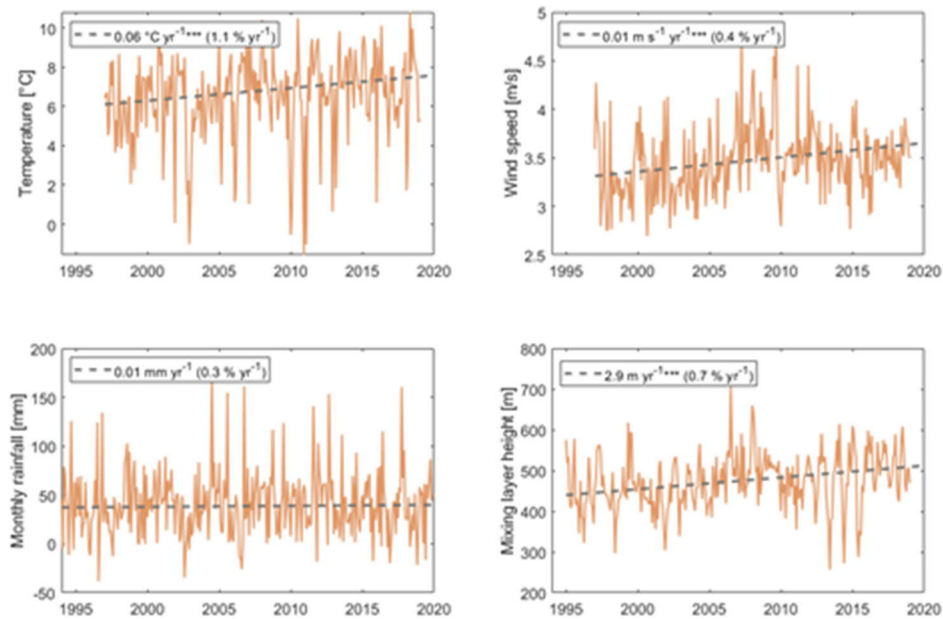 0.06 °C yr⁻¹*** (1.1 % yr⁻¹)
Temperature [°C]
10
8
6
4
2
0
1995 2000 2005 2010 2015 2020
0.01 m s⁻¹ yr⁻¹*** (0.4 % yr⁻¹)
Wind speed [m/s]
5
4.5
4
3.5
3
2.5
1995 2000 2005 2010 2015 2020
0.01 mm yr⁻¹ (0.3 % yr⁻¹)
Monthly rainfall [mm]
200
150
100
50
0
-50
1995 2000 2005 2010 2015 2020
2.9 m yr⁻¹*** (0.7 % yr⁻¹)
Mixing layer height [m]
800
700
600
500
400
300
200
1995 2000 2005 2010 2015 2020